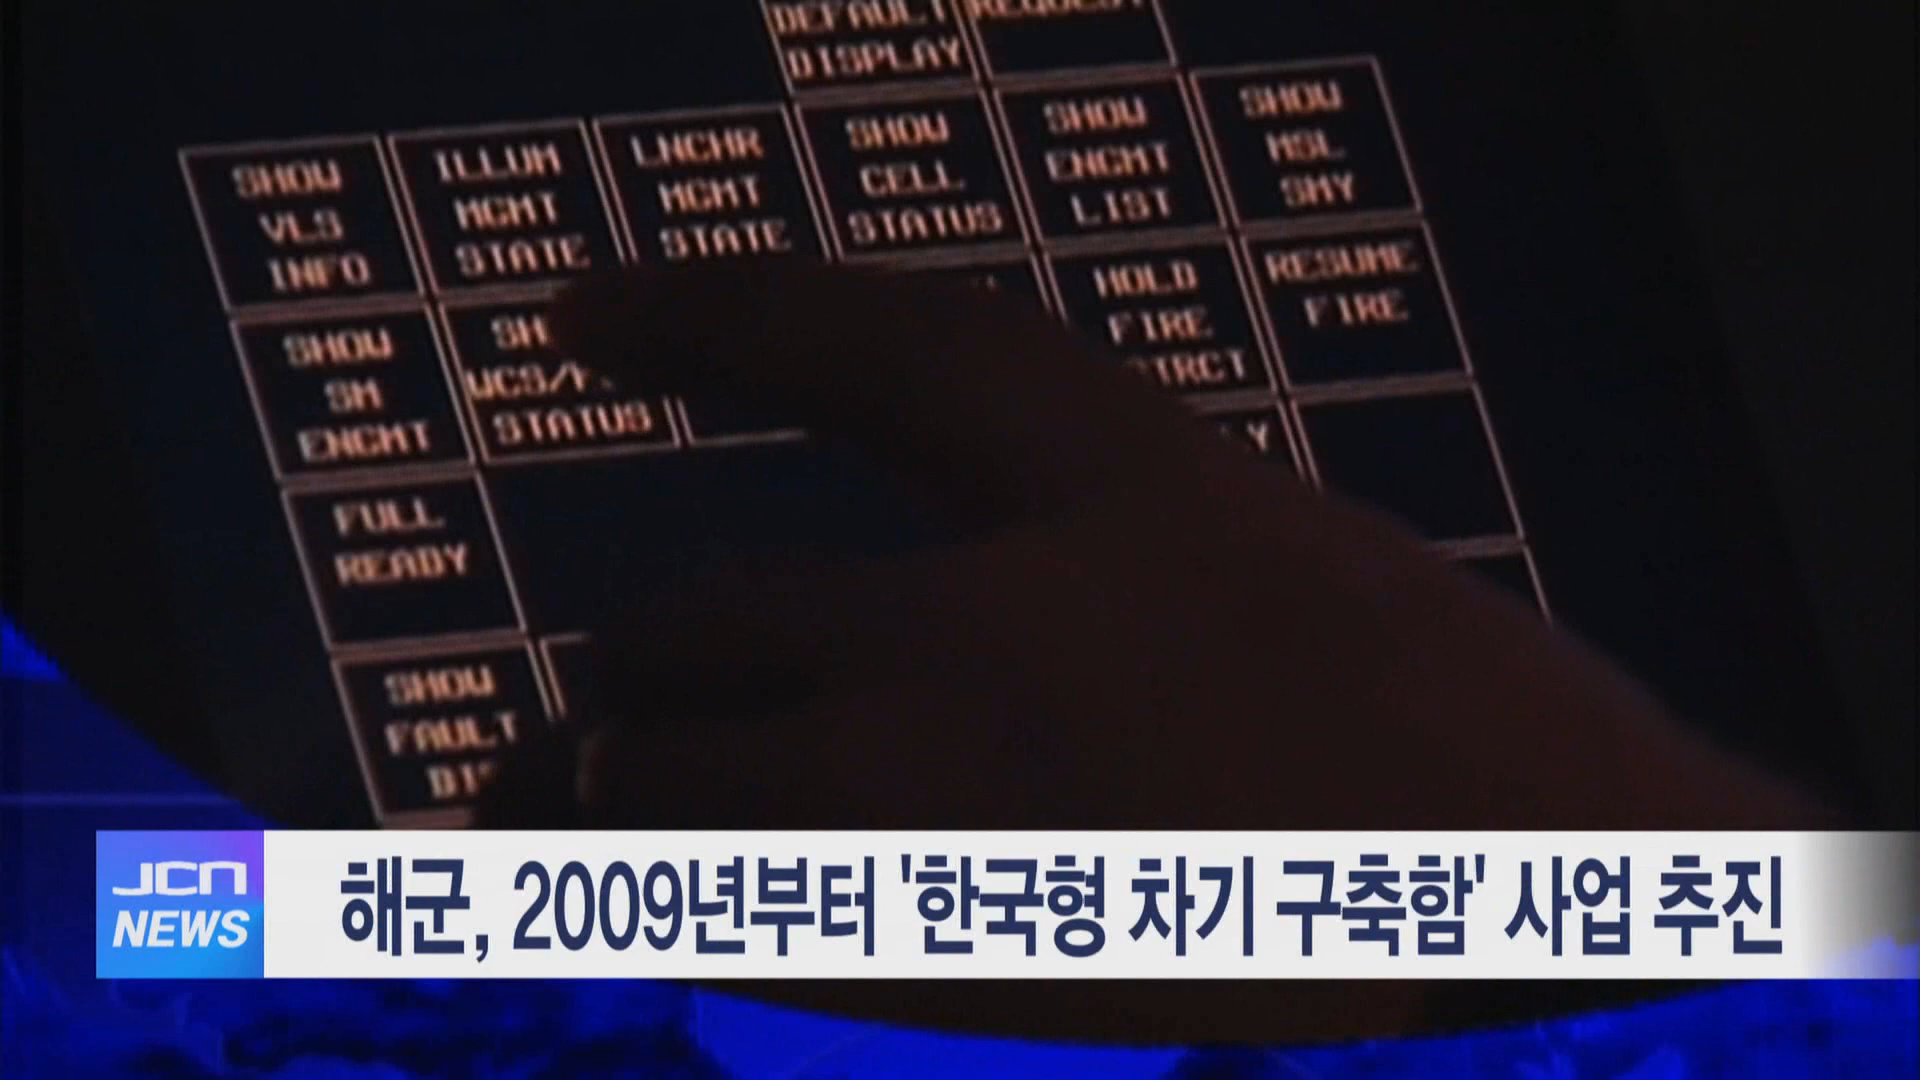 DEFAULT
DISPLAY
REQUEST
SHOW
VLS
INFO
ILLUM
MGMT
STATE
LNCHR
MGMT
STATE
SHOW
CELL
STATUS
SHOW
ENGMT
LIST
SHOW
MSL
SMY
SHOW
SM
ENGMT
STATUS
HOLD
FIRE
RESUME
FIRE
FULL
READY
SHOW
FAULT
JCN
NEWS
해군, 2009년부터 '한국형 차기 구축함' 사업 추진